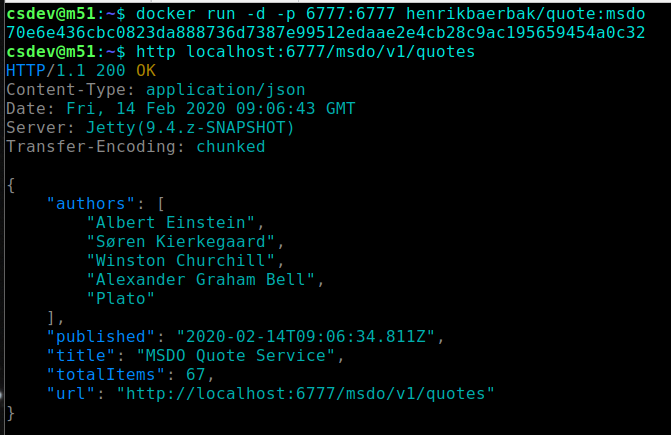 csdev@m51:~$ docker run -d -p 6777:6777 henrikbaerbak/quote:msdo
70e6e436cbc0823da888736d7387e99512edaae2e4cb28c9ac195659454a0c32
csdev@m51:~$ http localhost:6777/msdo/v1/quotes
HTTP/1.1 200 OK
Content-Type: application/json
Date: Fri, 14 Feb 2020 09:06:43 GMT
Server: Jetty(9.4.z-SNAPSHOT)
Transfer-Encoding: chunked

{
    "authors": [
        "Albert Einstein",
        "Søren Kierkegaard",
        "Winston Churchill",
        "Alexander Graham Bell",
        "Plato"
    ],
    "published": "2020-02-14T09:06:34.811Z",
    "title": "MSDO Quote Service",
    "totalItems": 67,
    "url": "http://localhost:6777/msdo/v1/quotes"
}